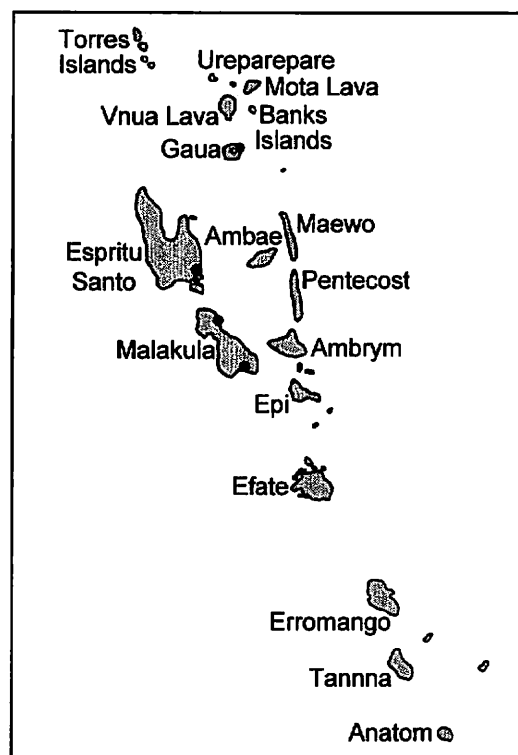 Torres
Islands
Ureparepare
Mota Lava
Vnua Lava
Banks
Islands
Gaua
Maewo
Ambae
Espritu
Santo
Pentecost
Malakula
Ambrym
Epi
Efate
Erromango
Tannna
Anatom